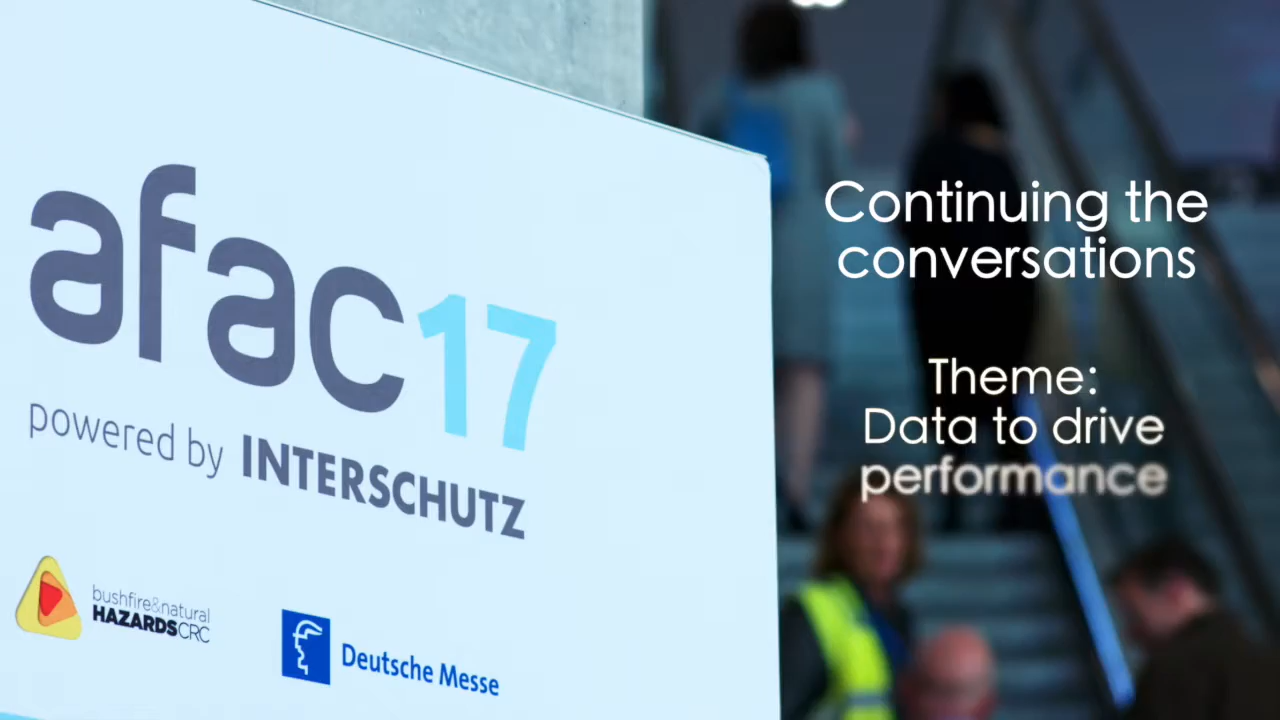 afac17
powered by INTERSCHUTZ
bushfire&natural
HAZARDSCRC
Deutsche Messe
Continuing the
conversations
Theme:
Data to drive
performance